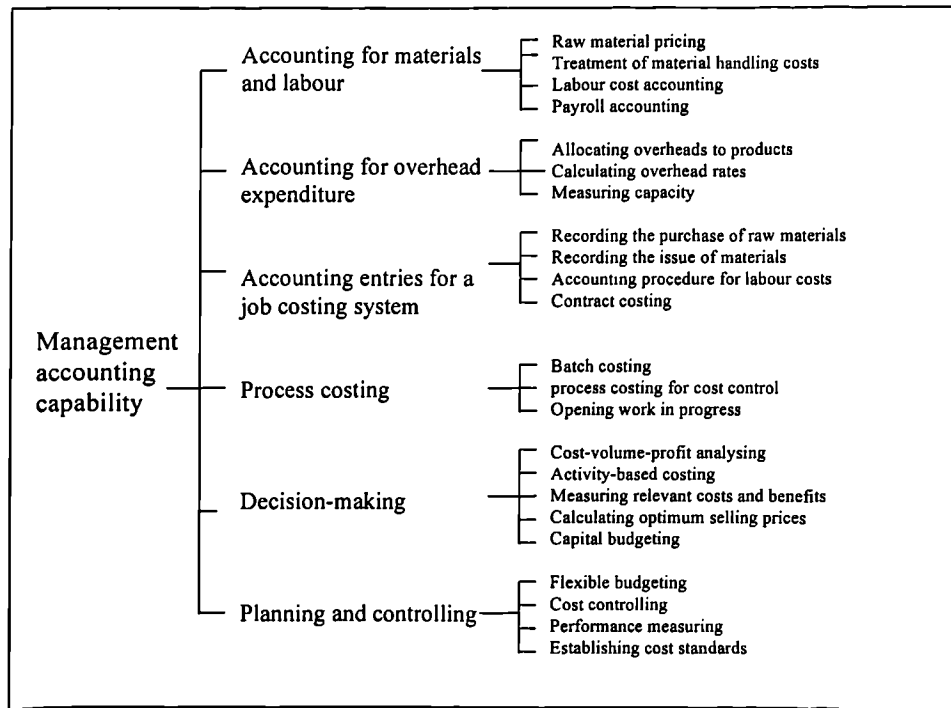 Management
accounting
capability
Accounting for materials
and labour
Raw material pricing
Treatment of material handling costs
Labour cost accounting
Payroll accounting
Accounting for overhead
expenditure
Allocating overheads to products
Calculating overhead rates
Measuring capacity
Accounting entries for a
job costing system
Recording the purchase of raw materials
Recording the issue of materials
Accounting procedure for labour costs
Contract costing
Process costing
Batch costing
process costing for cost control
Opening work in progress
Decision-making
Cost-volume-profit analysing
Activity-based costing
Measuring relevant costs and benefits
Calculating optimum selling prices
Capital budgeting
Planning and controlling
Flexible budgeting
Cost controlling
Performance measuring
Establishing cost standards